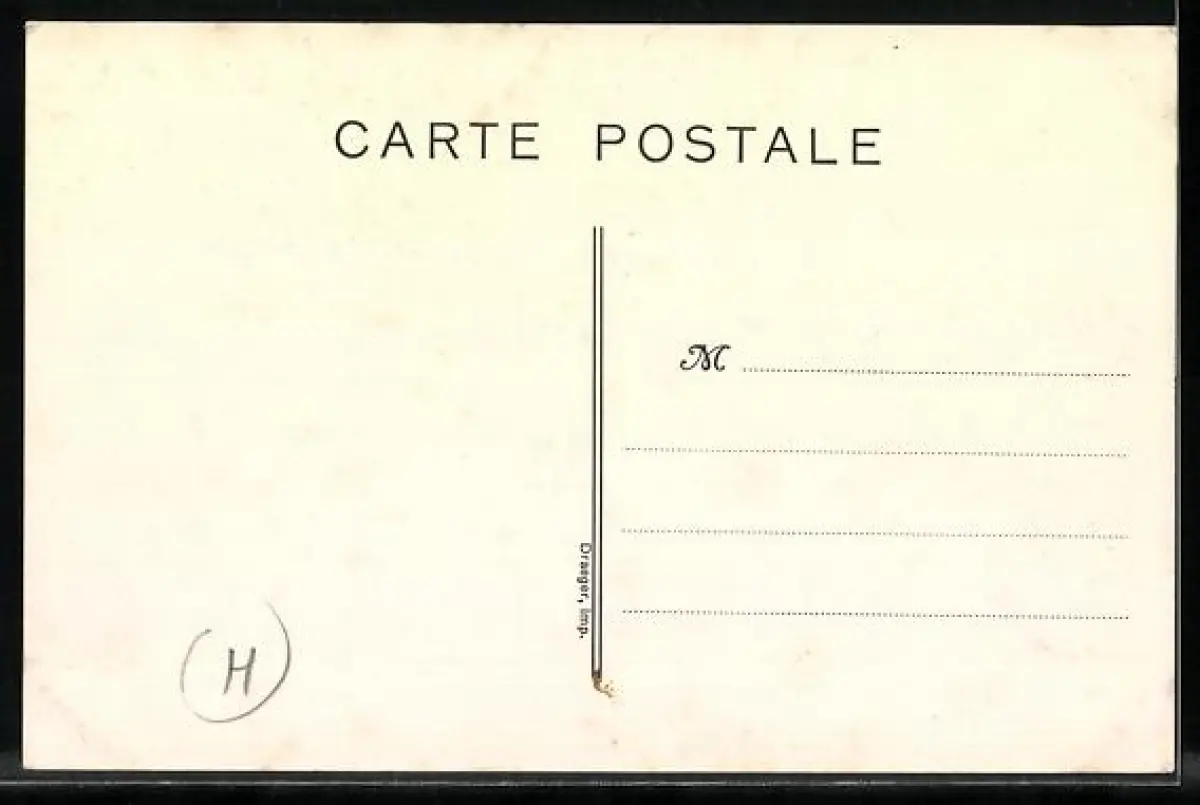 CARTE POSTALE
M
Draeger, imp.
H